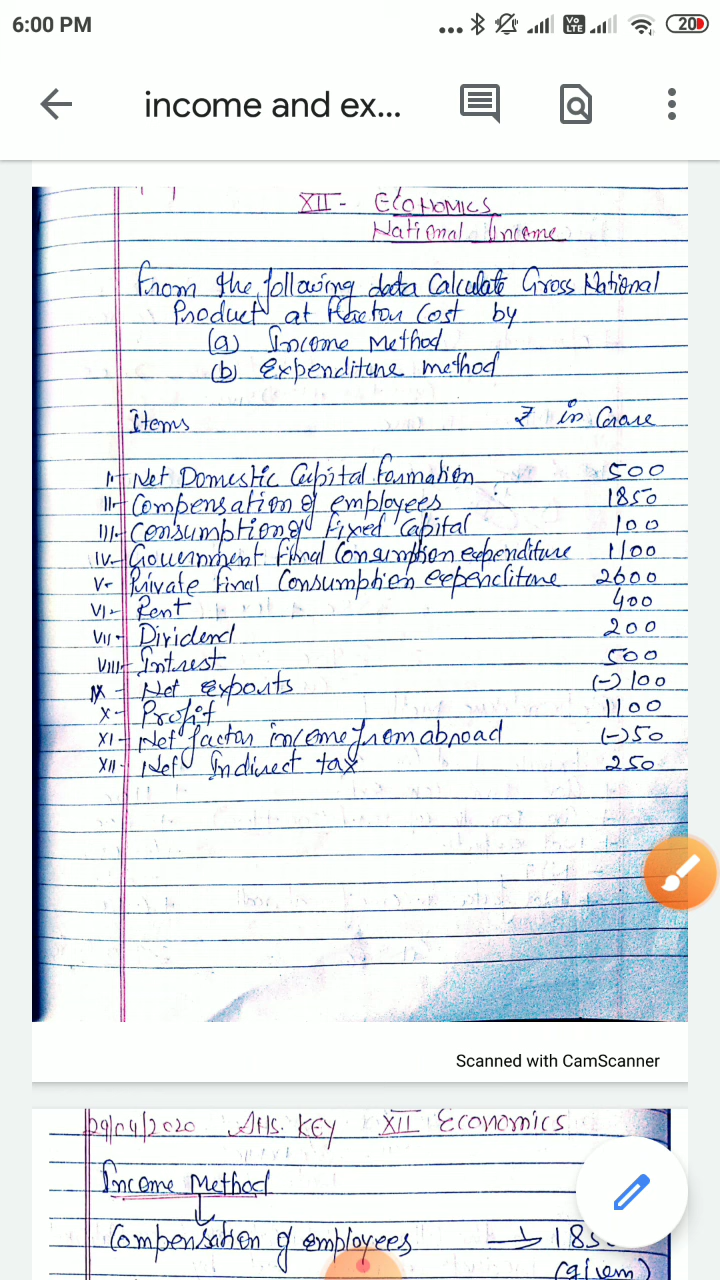 6:00 PM
Vo LTE
20
income and ex...
XII - Economics
National Income
From the following data Calculate Gross National
Product at Factor Cost by
(a) Income Method
(b) Expenditure method
Items ₹ in Crore
I. Net Domestic Capital formation 500
II. Compensation of employees 1850
III. Consumption of Fixed Capital 100
IV. Government Final Consumption expenditure 1100
V. Private final Consumption expenditure 2600
VI. Rent 400
VII. Dividend 200
VIII. Intrest 500
IX - Net exports (-) 100
X - Profit 1100
XI - Net factor income from abroad (-) 50
XII - Net Indirect tax 250
Scanned with CamScanner
29/04/2020 ANS. KEY XII Economics
Income Method
Compensation of employees → 185
(given)